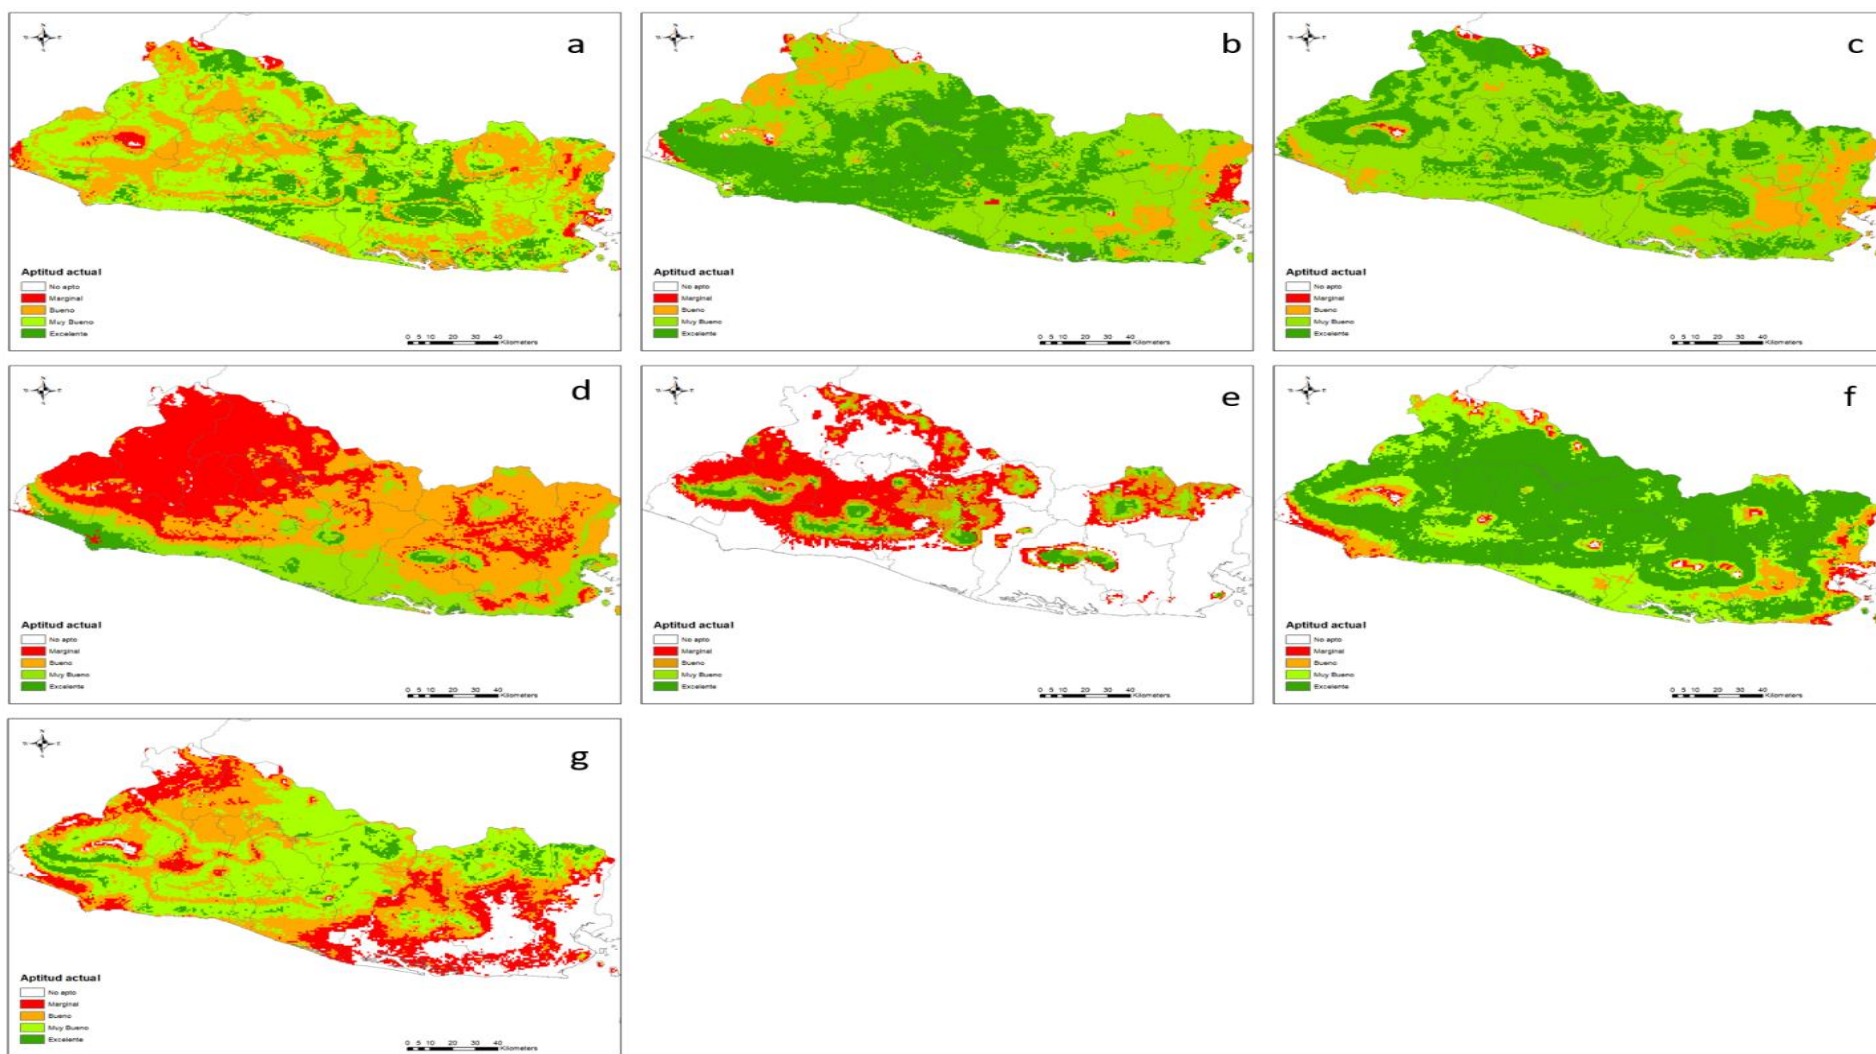 a
Aptitud actual
No apto
Marginal
Bueno
Muy Bueno
Excelente
0 5 10 20 30 40
Kilometers
b
Aptitud actual
No apto
Marginal
Bueno
Muy Bueno
Excelente
0 5 10 20 30 40
Kilometers
c
Aptitud actual
No apto
Marginal
Bueno
Muy Bueno
Excelente
0 5 10 20 30 40
Kilometers
d
Aptitud actual
No apto
Marginal
Bueno
Muy Bueno
Excelente
0 5 10 20 30 40
Kilometers
e
Aptitud actual
No apto
Marginal
Bueno
Muy Bueno
Excelente
0 5 10 20 30 40
Kilometers
f
Aptitud actual
No apto
Marginal
Bueno
Muy Bueno
Excelente
0 5 10 20 30 40
Kilometers
g
Aptitud actual
No apto
Marginal
Bueno
Muy Bueno
Excelente
0 5 10 20 30 40
Kilometers